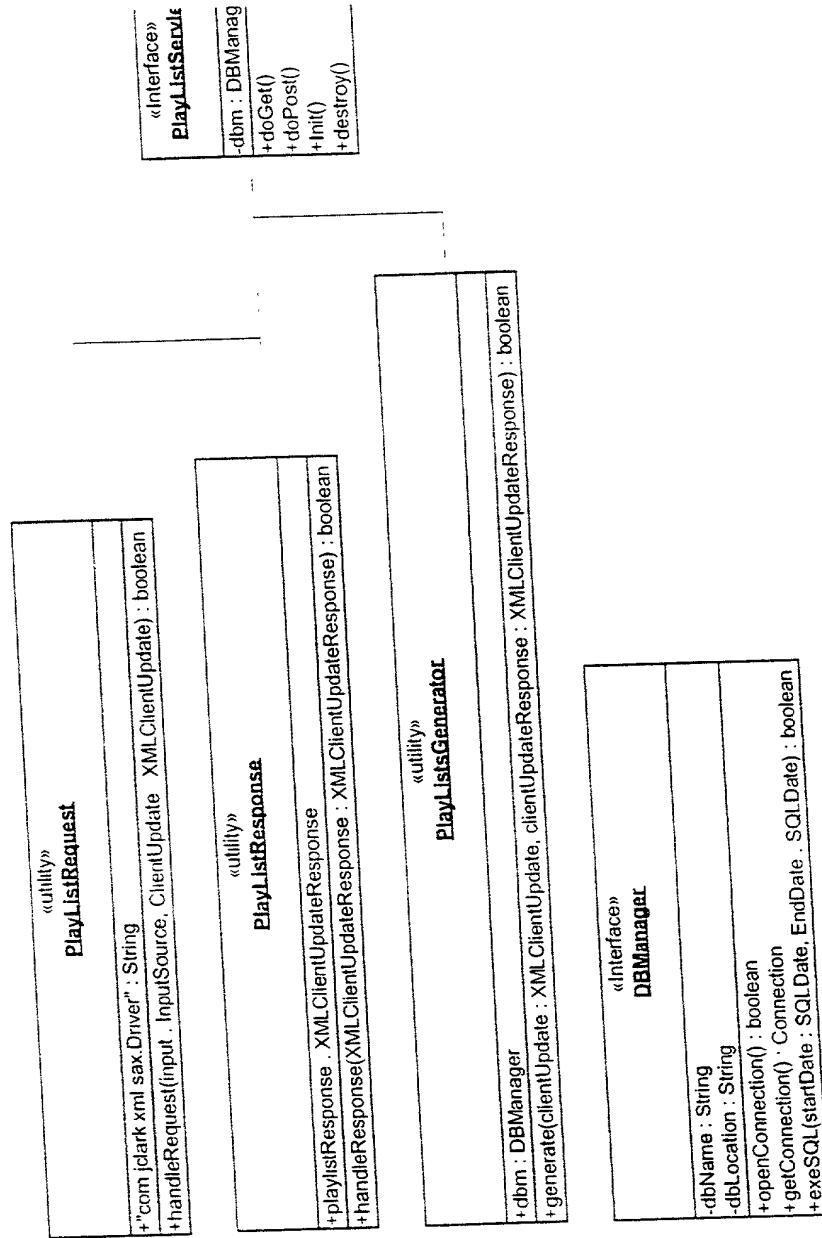 «utility»
PlayListRequest
+"com jclark xml sax.Driver" : String
+handleRequest(input . InputSource, ClientUpdate XMLClientUpdate) : boolean
«utility»
PlayListResponse
+playlistResponse . XMLClientUpdateResponse
+handleResponse(XMLClientUpdateResponse : XMLClientUpdateResponse) : boolean
«utility»
PlayListsGenerator
+dbm : DBManager
+generate(clientUpdate : XMLClientUpdate, clientUpdateResponse : XMLClientUpdateResponse) : boolean
«Interface»
DBManager
-dbName : String
-dbLocation : String
+openConnection() : boolean
+getConnection() · Connection
+exeSQL(startDate : SQLDate, EndDate . SQLDate) : boolean
«Interface»
PlayListServle
-dbm : DBManag
+doGet()
+doPost()
+Init()
+destroy()